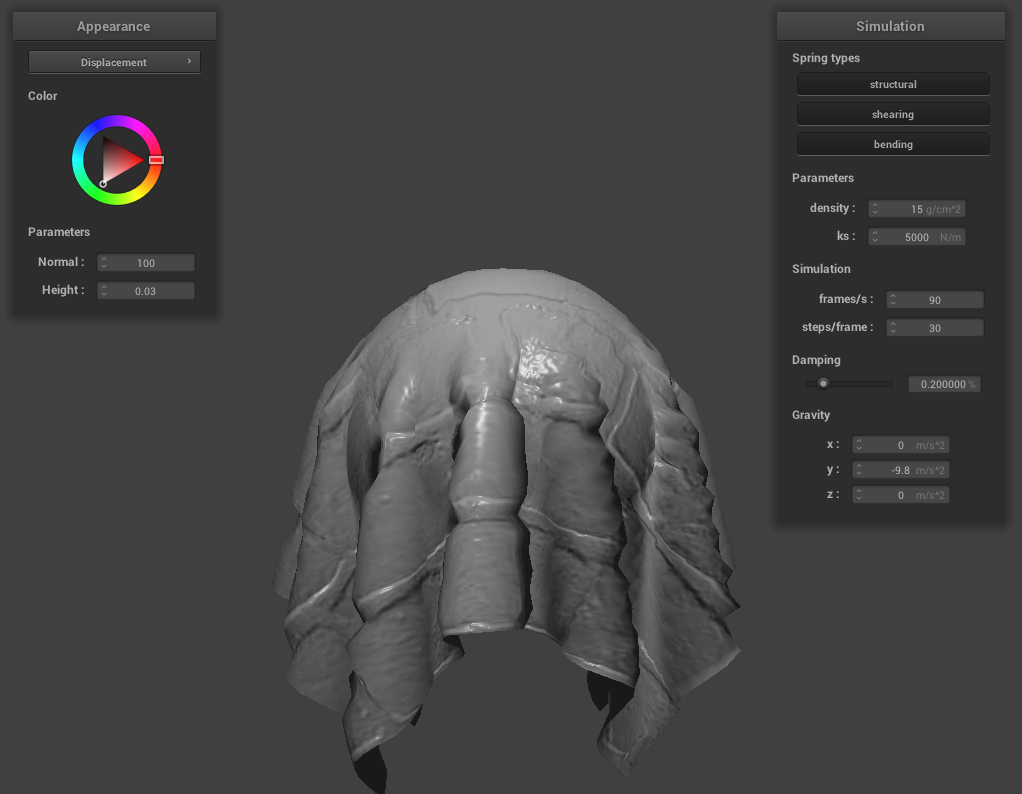 Appearance
Displacement
Color
Parameters
Normal : 100
Height : 0.03
Simulation
Spring types
structural
shearing
bending
Parameters
density : 15 g/cm^2
ks : 5000 N/m
Simulation
frames/s : 90
steps/frame : 30
Damping
0.200000 %
Gravity
x : 0 m/s^2
y : -9.8 m/s^2
z : 0 m/s^2